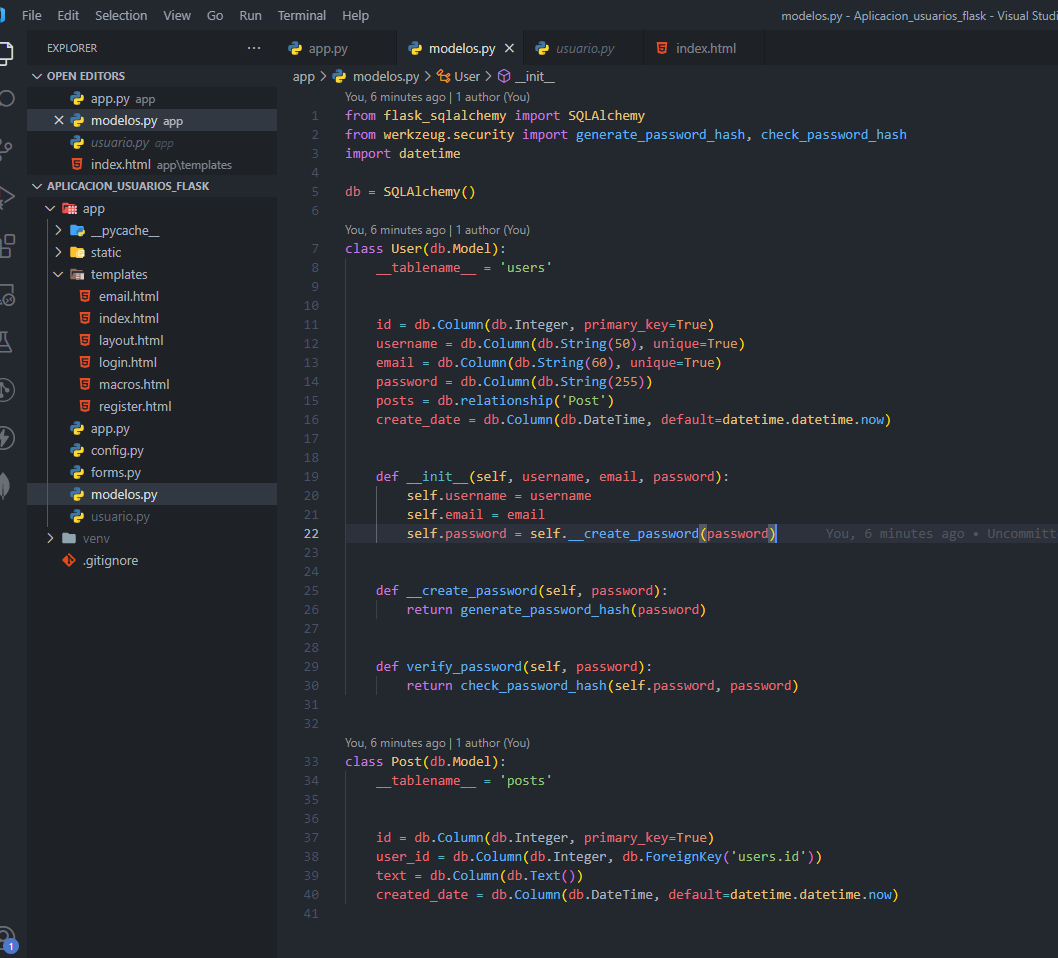 File Edit Selection View Go Run Terminal Help modelos.py - Aplicacion_usuarios_flask - Visual Studi
EXPLORER ···
OPEN EDITORS
app.py app
modelos.py app
usuario.py app
index.html app\templates
APLICACION_USUARIOS_FLASK
app
__pycache__
static
templates
email.html
index.html
layout.html
login.html
macros.html
register.html
app.py
config.py
forms.py
modelos.py
usuario.py
venv
.gitignore
1
app.py modelos.py usuario.py index.html
app > modelos.py > User > __init__
You, 6 minutes ago | 1 author (You)
1 from flask_sqlalchemy import SQLAlchemy
2 from werkzeug.security import generate_password_hash, check_password_hash
3 import datetime
4
5 db = SQLAlchemy()
6
You, 6 minutes ago | 1 author (You)
7 class User(db.Model):
8 __tablename__ = 'users'
9
10
11 id = db.Column(db.Integer, primary_key=True)
12 username = db.Column(db.String(50), unique=True)
13 email = db.Column(db.String(60), unique=True)
14 password = db.Column(db.String(255))
15 posts = db.relationship('Post')
16 create_date = db.Column(db.DateTime, default=datetime.datetime.now)
17
18
19 def __init__(self, username, email, password):
20 self.username = username
21 self.email = email
22 self.password = self.__create_password(password) You, 6 minutes ago • Uncommitt
23
24
25 def __create_password(self, password):
26 return generate_password_hash(password)
27
28
29 def verify_password(self, password):
30 return check_password_hash(self.password, password)
31
32
You, 6 minutes ago | 1 author (You)
33 class Post(db.Model):
34 __tablename__ = 'posts'
35
36
37 id = db.Column(db.Integer, primary_key=True)
38 user_id = db.Column(db.Integer, db.ForeignKey('users.id'))
39 text = db.Column(db.Text())
40 created_date = db.Column(db.DateTime, default=datetime.datetime.now)
41